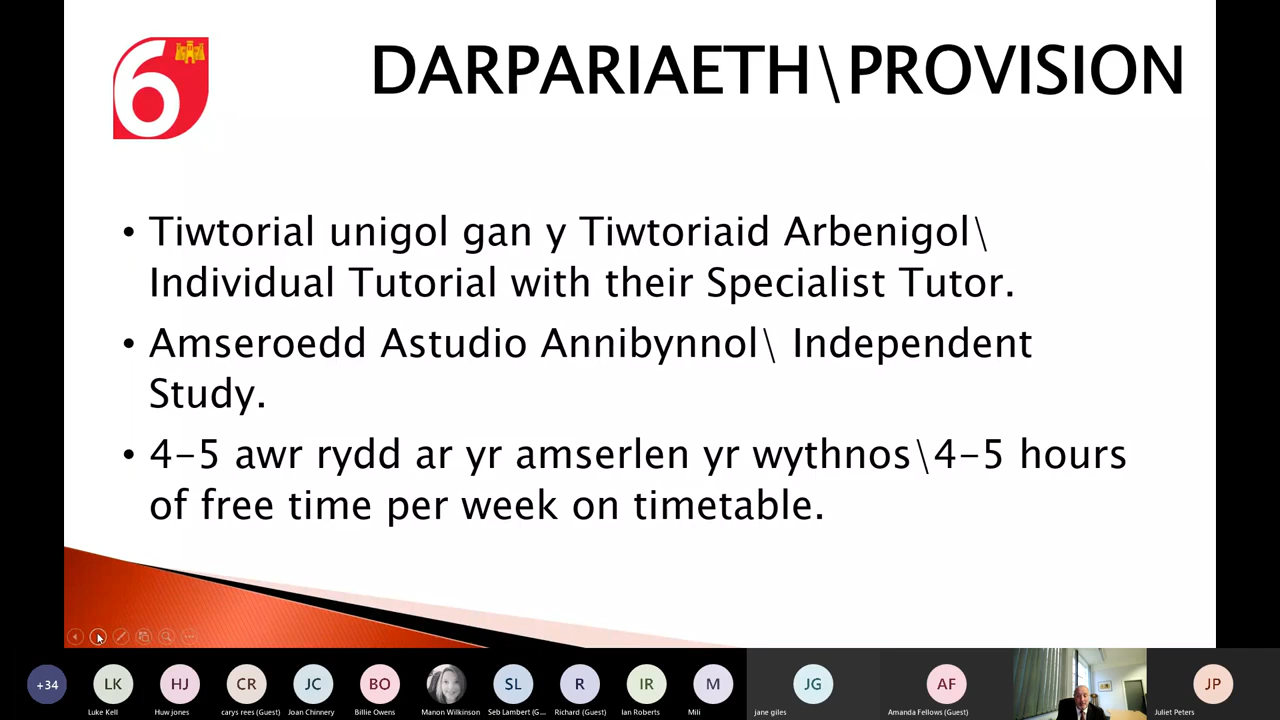 6
DARPARIAETH\PROVISION
• Tiwtorial unigol gan y Tiwtoriaid Arbenigol\
Individual Tutorial with their Specialist Tutor.
• Amseroedd Astudio Annibynnol\ Independent
Study.
• 4-5 awr rydd ar yr amserlen yr wythnos\4-5 hours
of free time per week on timetable.
+34
LK
HJ
CR
JC
BO
SL
R
IR
M
JG
AF
JP
Luke Kell
Huw jones
carys rees (Guest)
Joan Chinnery
Billie Owens
Manon Wilkinson
Seb Lambert (G...
Richard (Guest)
Ian Roberts
Mili
jane giles
Amanda Fellows (Guest)
Juliet Peters